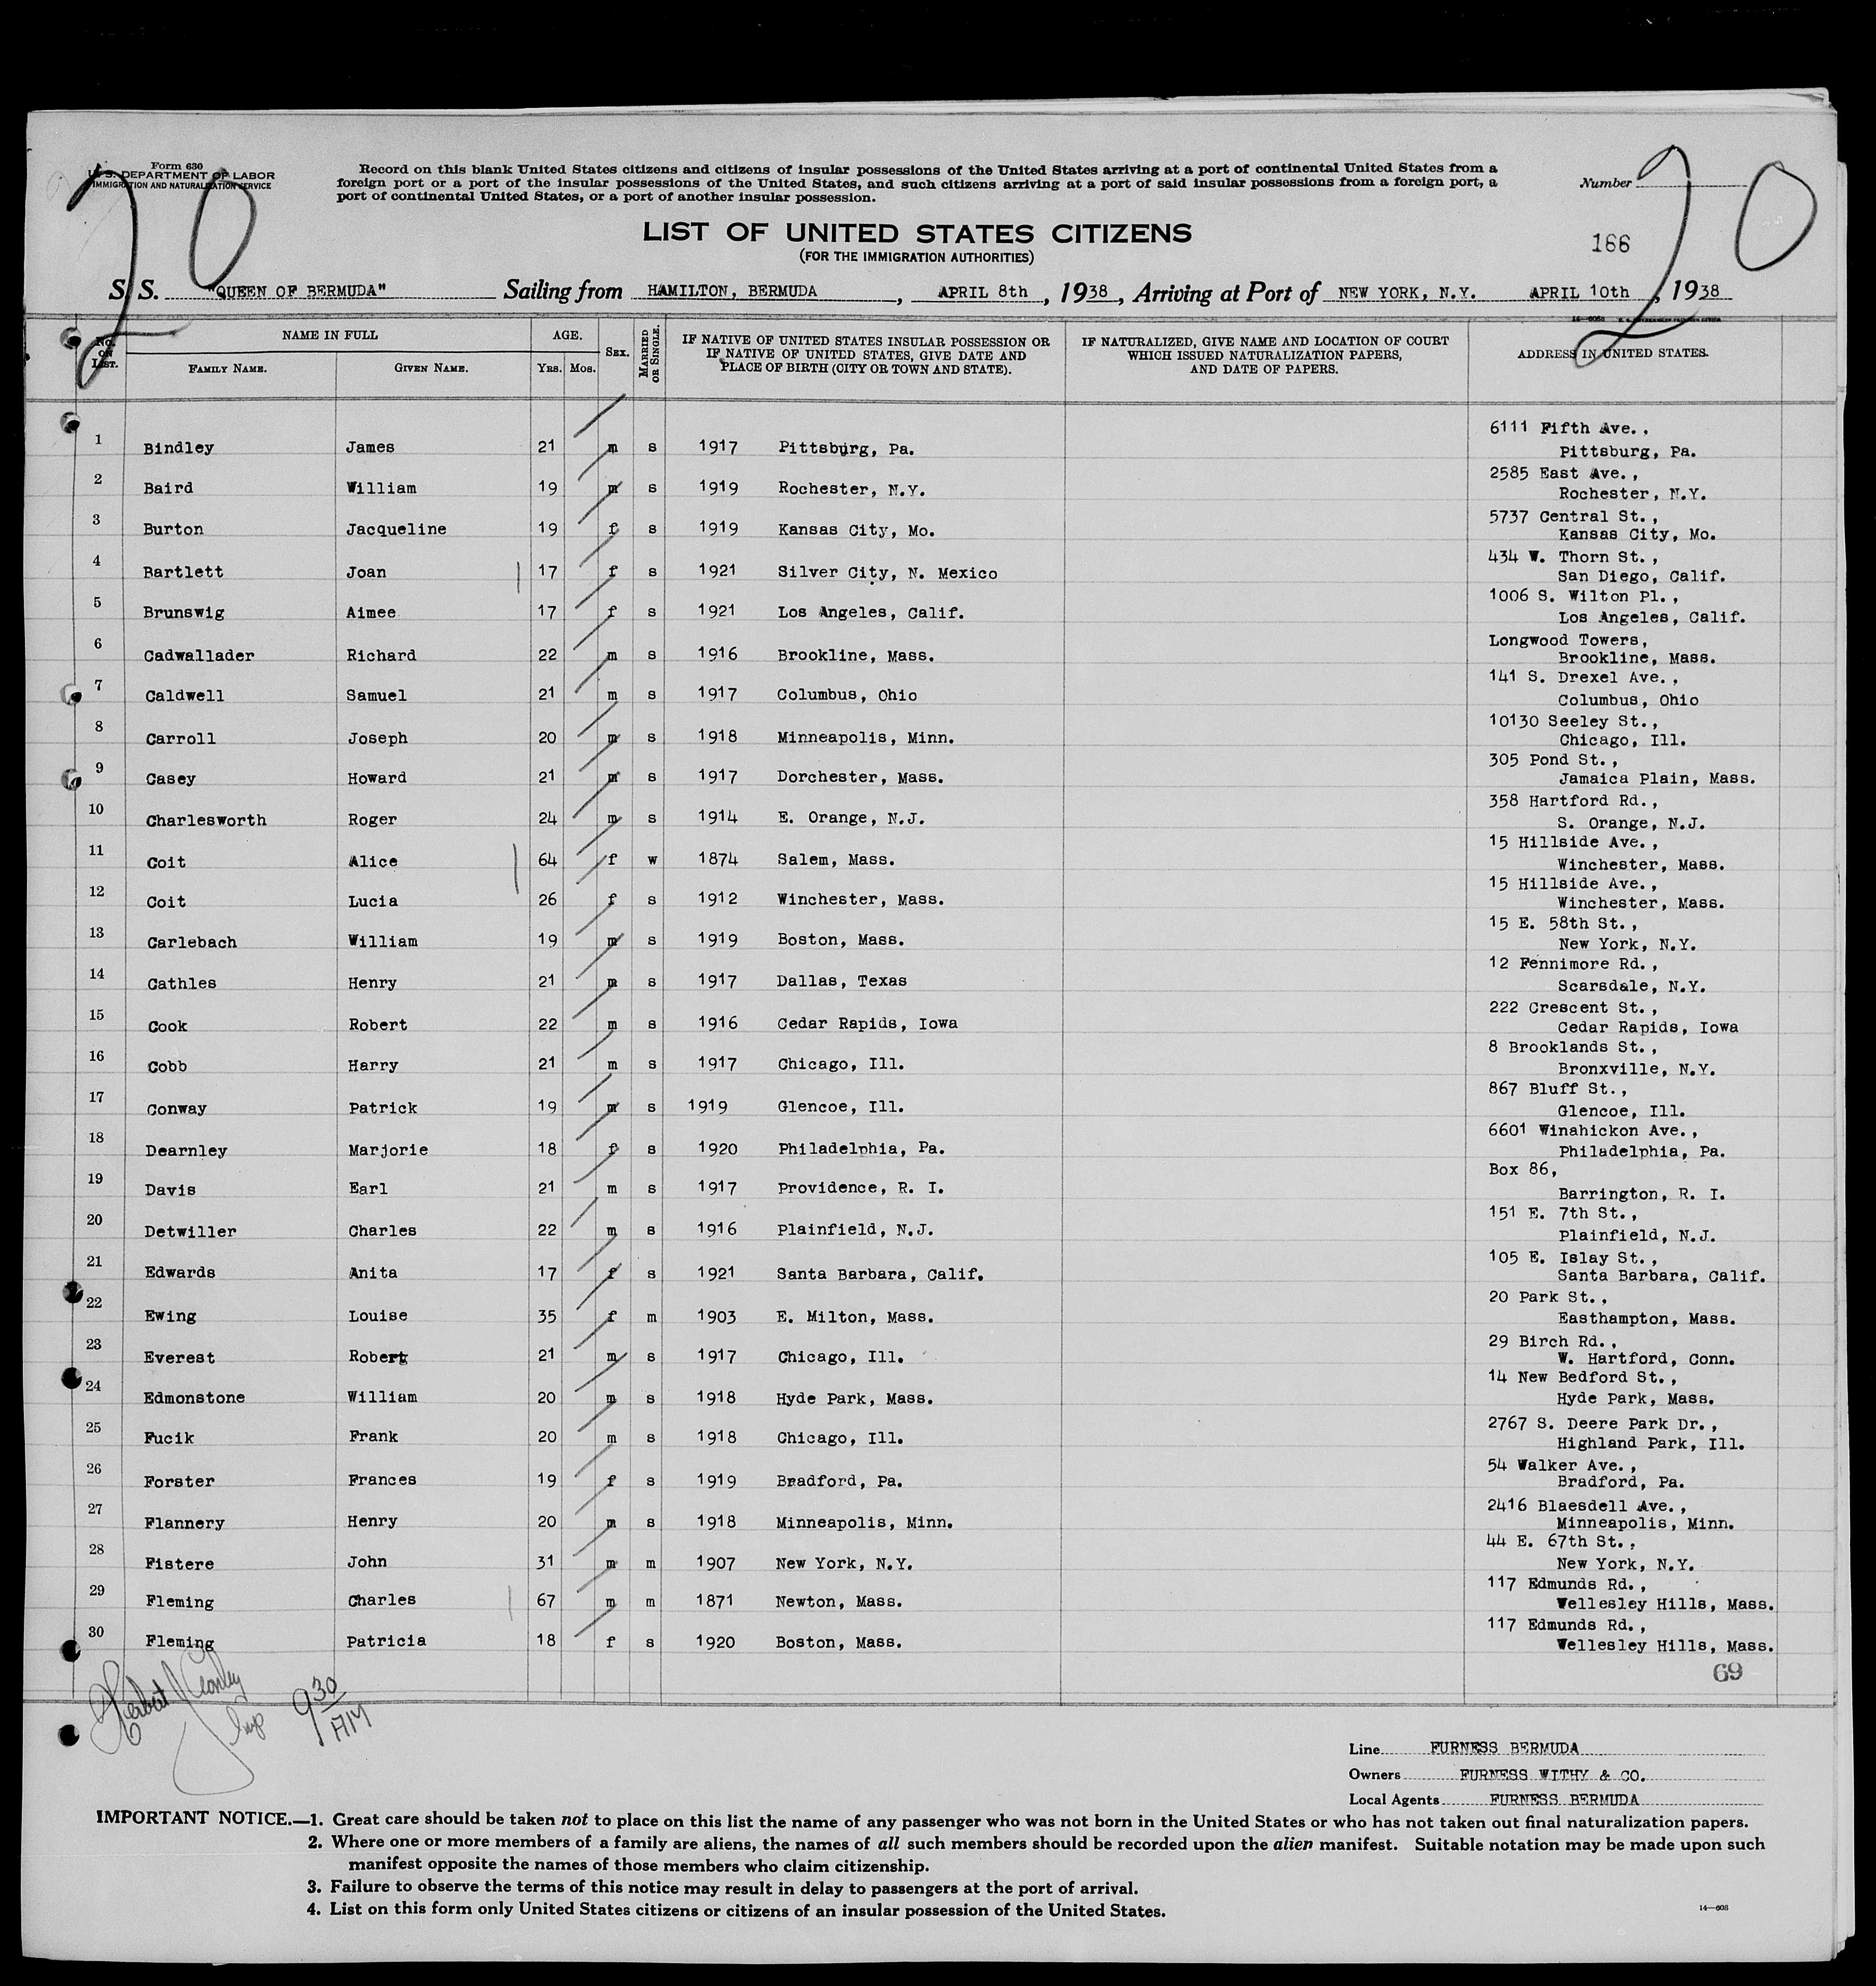 Form 630
U. S. DEPARTMENT OF LABOR
IMMIGRATION AND NATURALIZATION SERVICE
20
Record on this blank United States citizens and citizens of insular possessions of the United States arriving at a port of continental United States from a
foreign port or a port of the insular possessions of the United States, and such citizens arriving at a port of said insular possessions from a foreign port, a
port of continental United States, or a port of another insular possession.
Number
20
LIST OF UNITED STATES CITIZENS
(FOR THE IMMIGRATION AUTHORITIES)
166
S. S. "QUEEN OF BERMUDA" Sailing from HAMILTON, BERMUDA, APRIL 8th, 1938, Arriving at Port of NEW YORK, N.Y. APRIL 10th, 1938
No. ON LIST. NAME IN FULL AGE. SEX. MARRIED OR SINGLE. IF NATIVE OF UNITED STATES INSULAR POSSESSION OR IF NATIVE OF UNITED STATES, GIVE DATE AND PLACE OF BIRTH (CITY OR TOWN AND STATE). IF NATURALIZED, GIVE NAME AND LOCATION OF COURT WHICH ISSUED NATURALIZATION PAPERS, AND DATE OF PAPERS. ADDRESS IN UNITED STATES.
FAMILY NAME. GIVEN NAME. YRS. MOS.
1 Bindley James 21 m s 1917 Pittsburg, Pa. 6111 Fifth Ave., Pittsburg, Pa.
2 Baird William 19 m s 1919 Rochester, N.Y. 2585 East Ave., Rochester, N.Y.
3 Burton Jacqueline 19 f s 1919 Kansas City, Mo. 5737 Central St., Kansas City, Mo.
4 Bartlett Joan 17 f s 1921 Silver City, N. Mexico 434 W. Thorn St., San Diego, Calif.
5 Brunswig Aimee 17 f s 1921 Los Angeles, Calif. 1006 S. Wilton Pl., Los Angeles, Calif.
6 Cadwallader Richard 22 m s 1916 Brookline, Mass. Longwood Towers, Brookline, Mass.
7 Caldwell Samuel 21 m s 1917 Columbus, Ohio 141 S. Drexel Ave., Columbus, Ohio
8 Carroll Joseph 20 m s 1918 Minneapolis, Minn. 10130 Seeley St., Chicago, Ill.
9 Casey Howard 21 m s 1917 Dorchester, Mass. 305 Pond St., Jamaica Plain, Mass.
10 Charlesworth Roger 24 m s 1914 E. Orange, N.J. 358 Hartford Rd., S. Orange, N.J.
11 Coit Alice 64 f w 1874 Salem, Mass. 15 Hillside Ave., Winchester, Mass.
12 Coit Lucia 26 f s 1912 Winchester, Mass. 15 Hillside Ave., Winchester, Mass.
13 Carlebach William 19 m s 1919 Boston, Mass. 15 E. 58th St., New York, N.Y.
14 Cathles Henry 21 m s 1917 Dallas, Texas 12 Fennimore Rd., Scarsdale, N.Y.
15 Cook Robert 22 m s 1916 Cedar Rapids, Iowa 222 Crescent St., Cedar Rapids, Iowa
16 Cobb Harry 21 m s 1917 Chicago, Ill. 8 Brooklands St., Bronxville, N.Y.
17 Conway Patrick 19 m s 1919 Glencoe, Ill. 867 Bluff St., Glencoe, Ill.
18 Dearnley Marjorie 18 f s 1920 Philadelphia, Pa. 6601 Winahickon Ave., Philadelphia, Pa.
19 Davis Earl 21 m s 1917 Providence, R. I. Box 86, Barrington, R. I.
20 Detwiller Charles 22 m s 1916 Plainfield, N.J. 151 E. 7th St., Plainfield, N.J.
21 Edwards Anita 17 f s 1921 Santa Barbara, Calif. 105 E. Islay St., Santa Barbara, Calif.
22 Ewing Louise 35 f m 1903 E. Milton, Mass. 20 Park St., Easthampton, Mass.
23 Everest Robert 21 m s 1917 Chicago, Ill. 29 Birch Rd., W. Hartford, Conn.
24 Edmonstone William 20 m s 1918 Hyde Park, Mass. 14 New Bedford St., Hyde Park, Mass.
25 Fucik Frank 20 m s 1918 Chicago, Ill. 2767 S. Deere Park Dr., Highland Park, Ill.
26 Forster Frances 19 f s 1919 Bradford, Pa. 54 Walker Ave., Bradford, Pa.
27 Flannery Henry 20 m s 1918 Minneapolis, Minn. 2416 Blaesdell Ave., Minneapolis, Minn.
28 Fistere John 31 m m 1907 New York, N.Y. 44 E. 67th St., New York, N.Y.
29 Fleming Charles 67 m m 1871 Newton, Mass. 117 Edmunds Rd., Wellesley Hills, Mass.
30 Fleming Patricia 18 f s 1920 Boston, Mass. 117 Edmunds Rd., Wellesley Hills, Mass.
69
9 30 AM
Line FURNESS BERMUDA
Owners FURNESS WITHY & CO.
Local Agents FURNESS BERMUDA
IMPORTANT NOTICE.—1. Great care should be taken not to place on this list the name of any passenger who was not born in the United States or who has not taken out final naturalization papers.
2. Where one or more members of a family are aliens, the names of all such members should be recorded upon the alien manifest. Suitable notation may be made upon such
manifest opposite the names of those members who claim citizenship.
3. Failure to observe the terms of this notice may result in delay to passengers at the port of arrival.
4. List on this form only United States citizens or citizens of an insular possession of the United States.
14—608